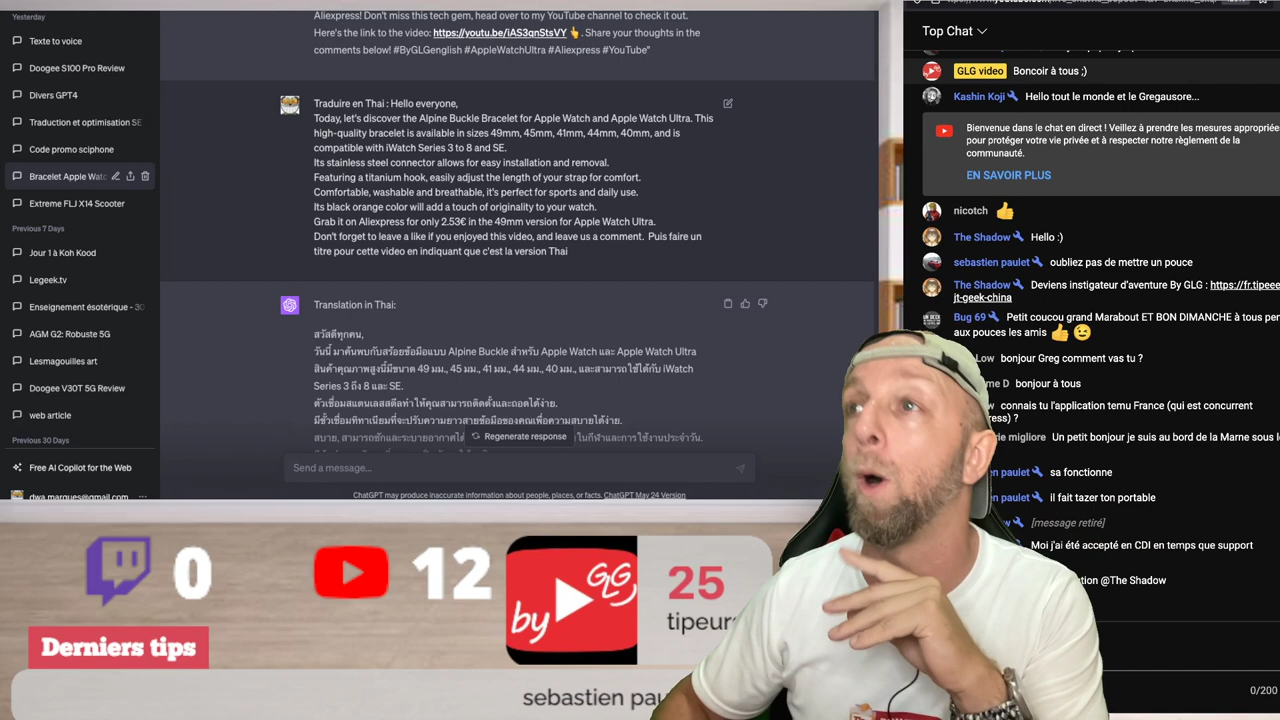 Yesterday
Texte to voice
Doogee S100 Pro Review
Divers GPT4
Traduction et optimisation SE
Code promo sciphone
Bracelet Apple Watc
Extreme FLJ X14 Scooter
Previous 7 Days
Jour 1 à Koh Kood
Legeek.tv
Enseignement ésotérique - 30
AGM G2: Robuste 5G
Lesmagouilles art
Doogee V30T 5G Review
web article
Previous 30 Days
Free AI Copilot for the Web
dwa.marques@gmail.com
Aliexpress! Don't miss this tech gem, head over to my YouTube channel to check it out.
Here's the link to the video: https://youtu.be/iAS3qnStsVY 👆. Share your thoughts in the
comments below! #ByGLGenglish #AppleWatchUltra #Aliexpress #YouTube"
Traduire en Thai : Hello everyone,
Today, let's discover the Alpine Buckle Bracelet for Apple Watch and Apple Watch Ultra. This
high-quality bracelet is available in sizes 49mm, 45mm, 41mm, 44mm, 40mm, and is
compatible with iWatch Series 3 to 8 and SE.
Its stainless steel connector allows for easy installation and removal.
Featuring a titanium hook, easily adjust the length of your strap for comfort.
Comfortable, washable and breathable, it's perfect for sports and daily use.
Its black orange color will add a touch of originality to your watch.
Grab it on Aliexpress for only 2.53€ in the 49mm version for Apple Watch Ultra.
Don't forget to leave a like if you enjoyed this video, and leave us a comment. Puis faire un
titre pour cette video en indiquant que c'est la version Thai
Translation in Thai:
สวัสดีทุกคน,
วันนี้ มาค้นพบกับสร้อยข้อมือแบบ Alpine Buckle สำหรับ Apple Watch และ Apple Watch Ultra
สินค้าคุณภาพสูงนี้มีขนาด 49 มม., 45 มม., 41 มม., 44 มม., 40 มม., และสามารถใช้ได้กับ iWatch
Series 3 ถึง 8 และ SE.
ตัวเชื่อมสแตนเลสสตีลทำให้คุณสามารถติดตั้งและถอดได้ง่าย.
มีขั้วเชื่อมทีทาเนียมที่จะปรับความยาวสายข้อมือของคุณเพื่อความสบายได้ง่าย.
สบาย, สามารถซักและระบายอากาศได้
ในกีฬาและการใช้งานประจำวัน.
Regenerate response
Send a message...
ChatGPT may produce inaccurate information about people, places, or facts. ChatGPT May 24 Version
Top Chat
GLG video Boncoir à tous ;)
Kashin Koji Hello tout le monde et le Gregausore...
Bienvenue dans le chat en direct ! Veillez à prendre les mesures appropriée
pour protéger votre vie privée et à respecter notre règlement de la
communauté.
EN SAVOIR PLUS
nicotch 👍
The Shadow Hello :)
sebastien paulet oubliez pas de mettre un pouce
The Shadow Deviens instigateur d'aventure By GLG : https://fr.tipeee
jt-geek-china
Bug 69 Petit coucou grand Marabout ET BON DIMANCHE à tous per
aux pouces les amis 👍😉
Low bonjour Greg comment vas tu ?
me D bonjour à tous
connais tu l'application temu France (qui est concurrent
ress) ?
migliore Un petit bonjour je suis au bord de la Marne sous l
paulet sa fonctionne
paulet il fait tazer ton portable
[message retiré]
Moi j'ai été accepté en CDI en temps que support
tion @The Shadow
0/200
0
12
by GLG
25
tipeurs
Derniers tips
sebastien pau